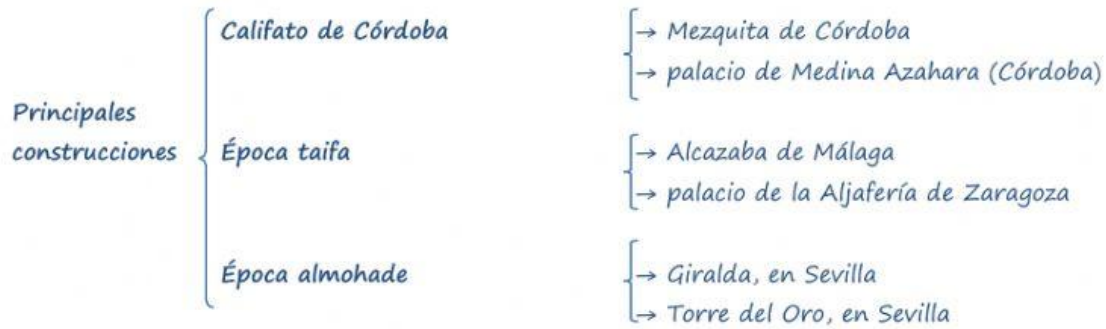 Principales
construcciones
Califato de Córdoba
→ Mezquita de Córdoba
→ palacio de Medina Azahara (Córdoba)
Época taifa
→ Alcazaba de Málaga
→ palacio de la Aljafería de Zaragoza
Época almohade
→ Giralda, en Sevilla
→ Torre del Oro, en Sevilla